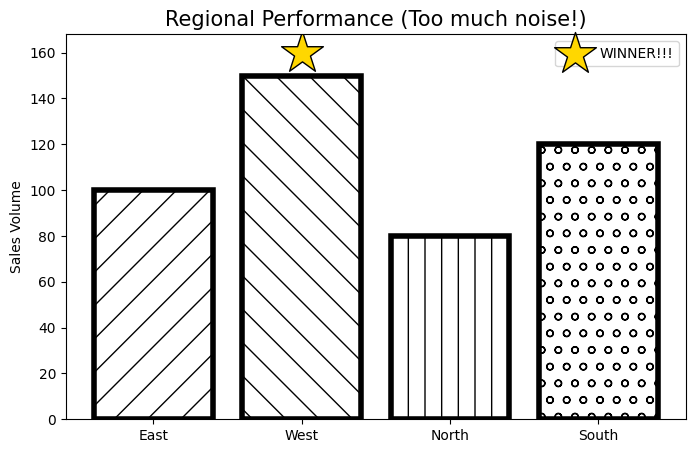 Regional Performance (Too much noise!)
WINNER!!!
Sales Volume
160
140
120
100
80
60
40
20
0
East
West
North
South